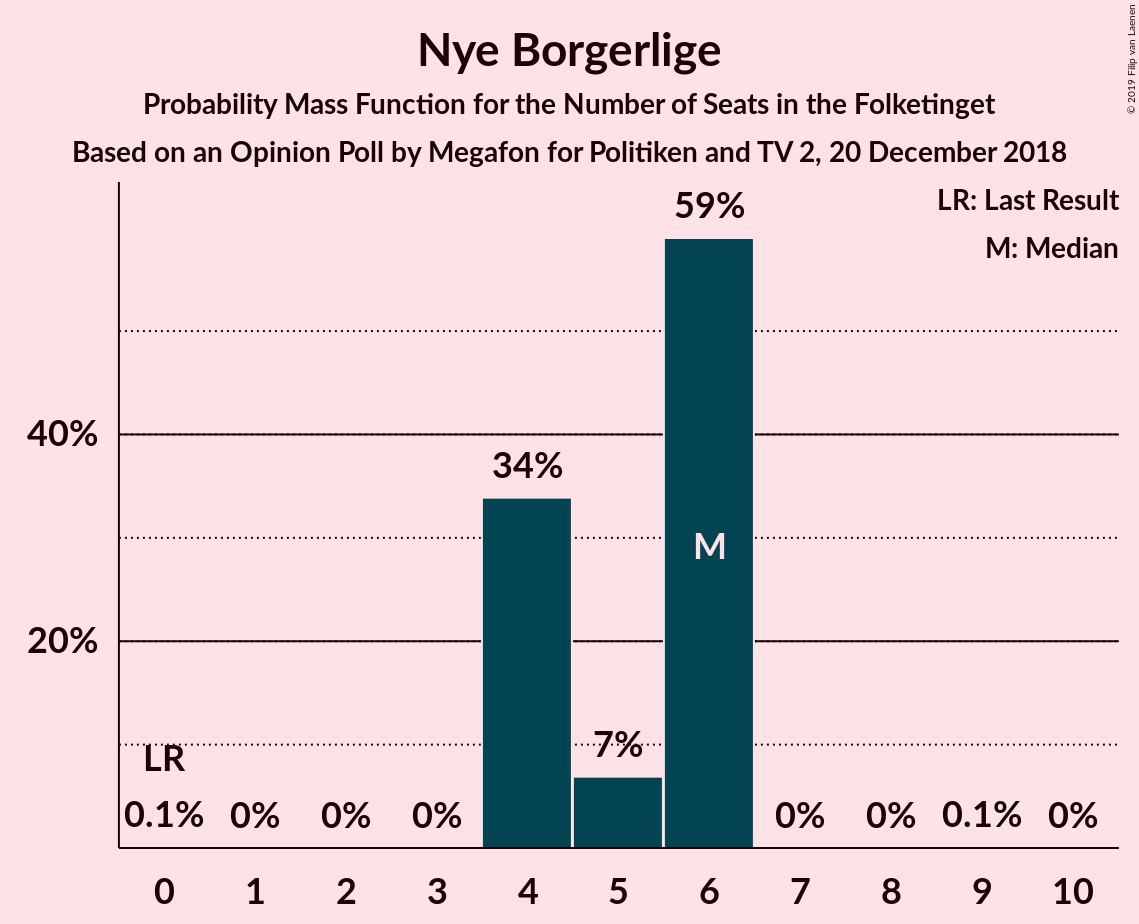 Nye Borgerlige
Probability Mass Function for the Number of Seats in the Folketinget
Based on an Opinion Poll by Megafon for Politiken and TV 2, 20 December 2018
© 2019 Filip van Laenen
LR: Last Result
M: Median
59%
40%
34%
M
20%
7%
LR
0.1% 0% 0% 0% 0% 0% 0.1% 0%
0 1 2 3 4 5 6 7 8 9 10